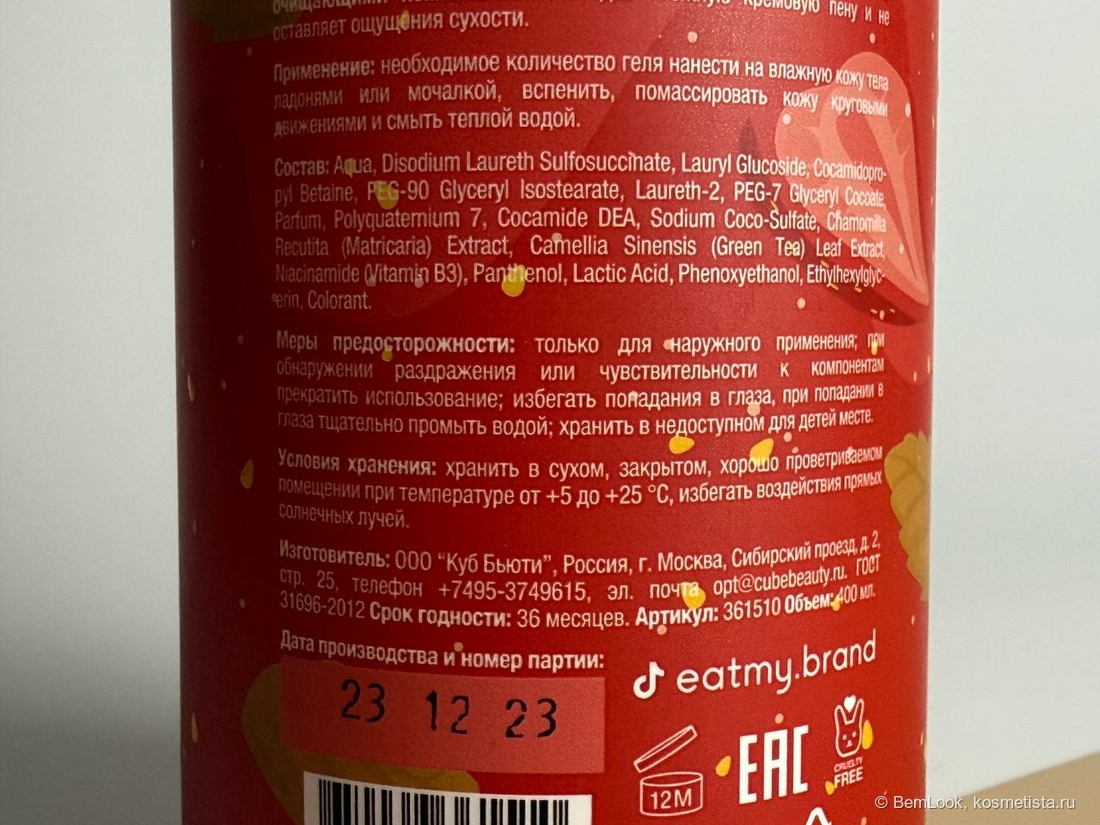 очищающими кремовую пену и не
оставляет ощущения сухости.
Применение: необходимое количество геля нанести на влажную кожу тела
ладонями или мочалкой, вспенить, помассировать кожу круговыми
движениями и смыть теплой водой.
Состав: Aqua, Disodium Laureth Sulfosuccinate, Lauryl Glucoside, Cocamidopro-
pyl Betaine, PEG-90 Glyceryl Isostearate, Laureth-2, PEG-7 Glyceryl Cocoate,
Parfum, Polyquaternium 7, Cocamide DEA, Sodium Coco-Sulfate, Chamomilla
Recutita (Matricaria) Extract, Camellia Sinensis (Green Tea) Leaf Extract,
Niacinamide (Vitamin B3), Panthenol, Lactic Acid, Phenoxyethanol, Ethylhexylglyc-
erin, Colorant.
Меры предосторожности: только для наружного применения; при
обнаружении раздражения или чувствительности к компонентам
прекратить использование; избегать попадания в глаза, при попадании в
глаза тщательно промыть водой; хранить в недоступном для детей месте.
Условия хранения: хранить в сухом, закрытом, хорошо проветриваемом
помещении при температуре от +5 до +25 °C, избегать воздействия прямых
солнечных лучей.
Изготовитель: ООО “Куб Бьюти”, Россия, г. Москва, Сибирский проезд, д. 2,
стр. 25, телефон +7495-3749615, эл. почта opt@cubebeauty.ru. ГОСТ
31696-2012 Срок годности: 36 месяцев. Артикул: 361510 Объем: 400 мл.
Дата производства и номер партии:
23 12 23
eatmy.brand
12M
EAC
CRUELTY
FREE
© BemLook, kosmetista.ru